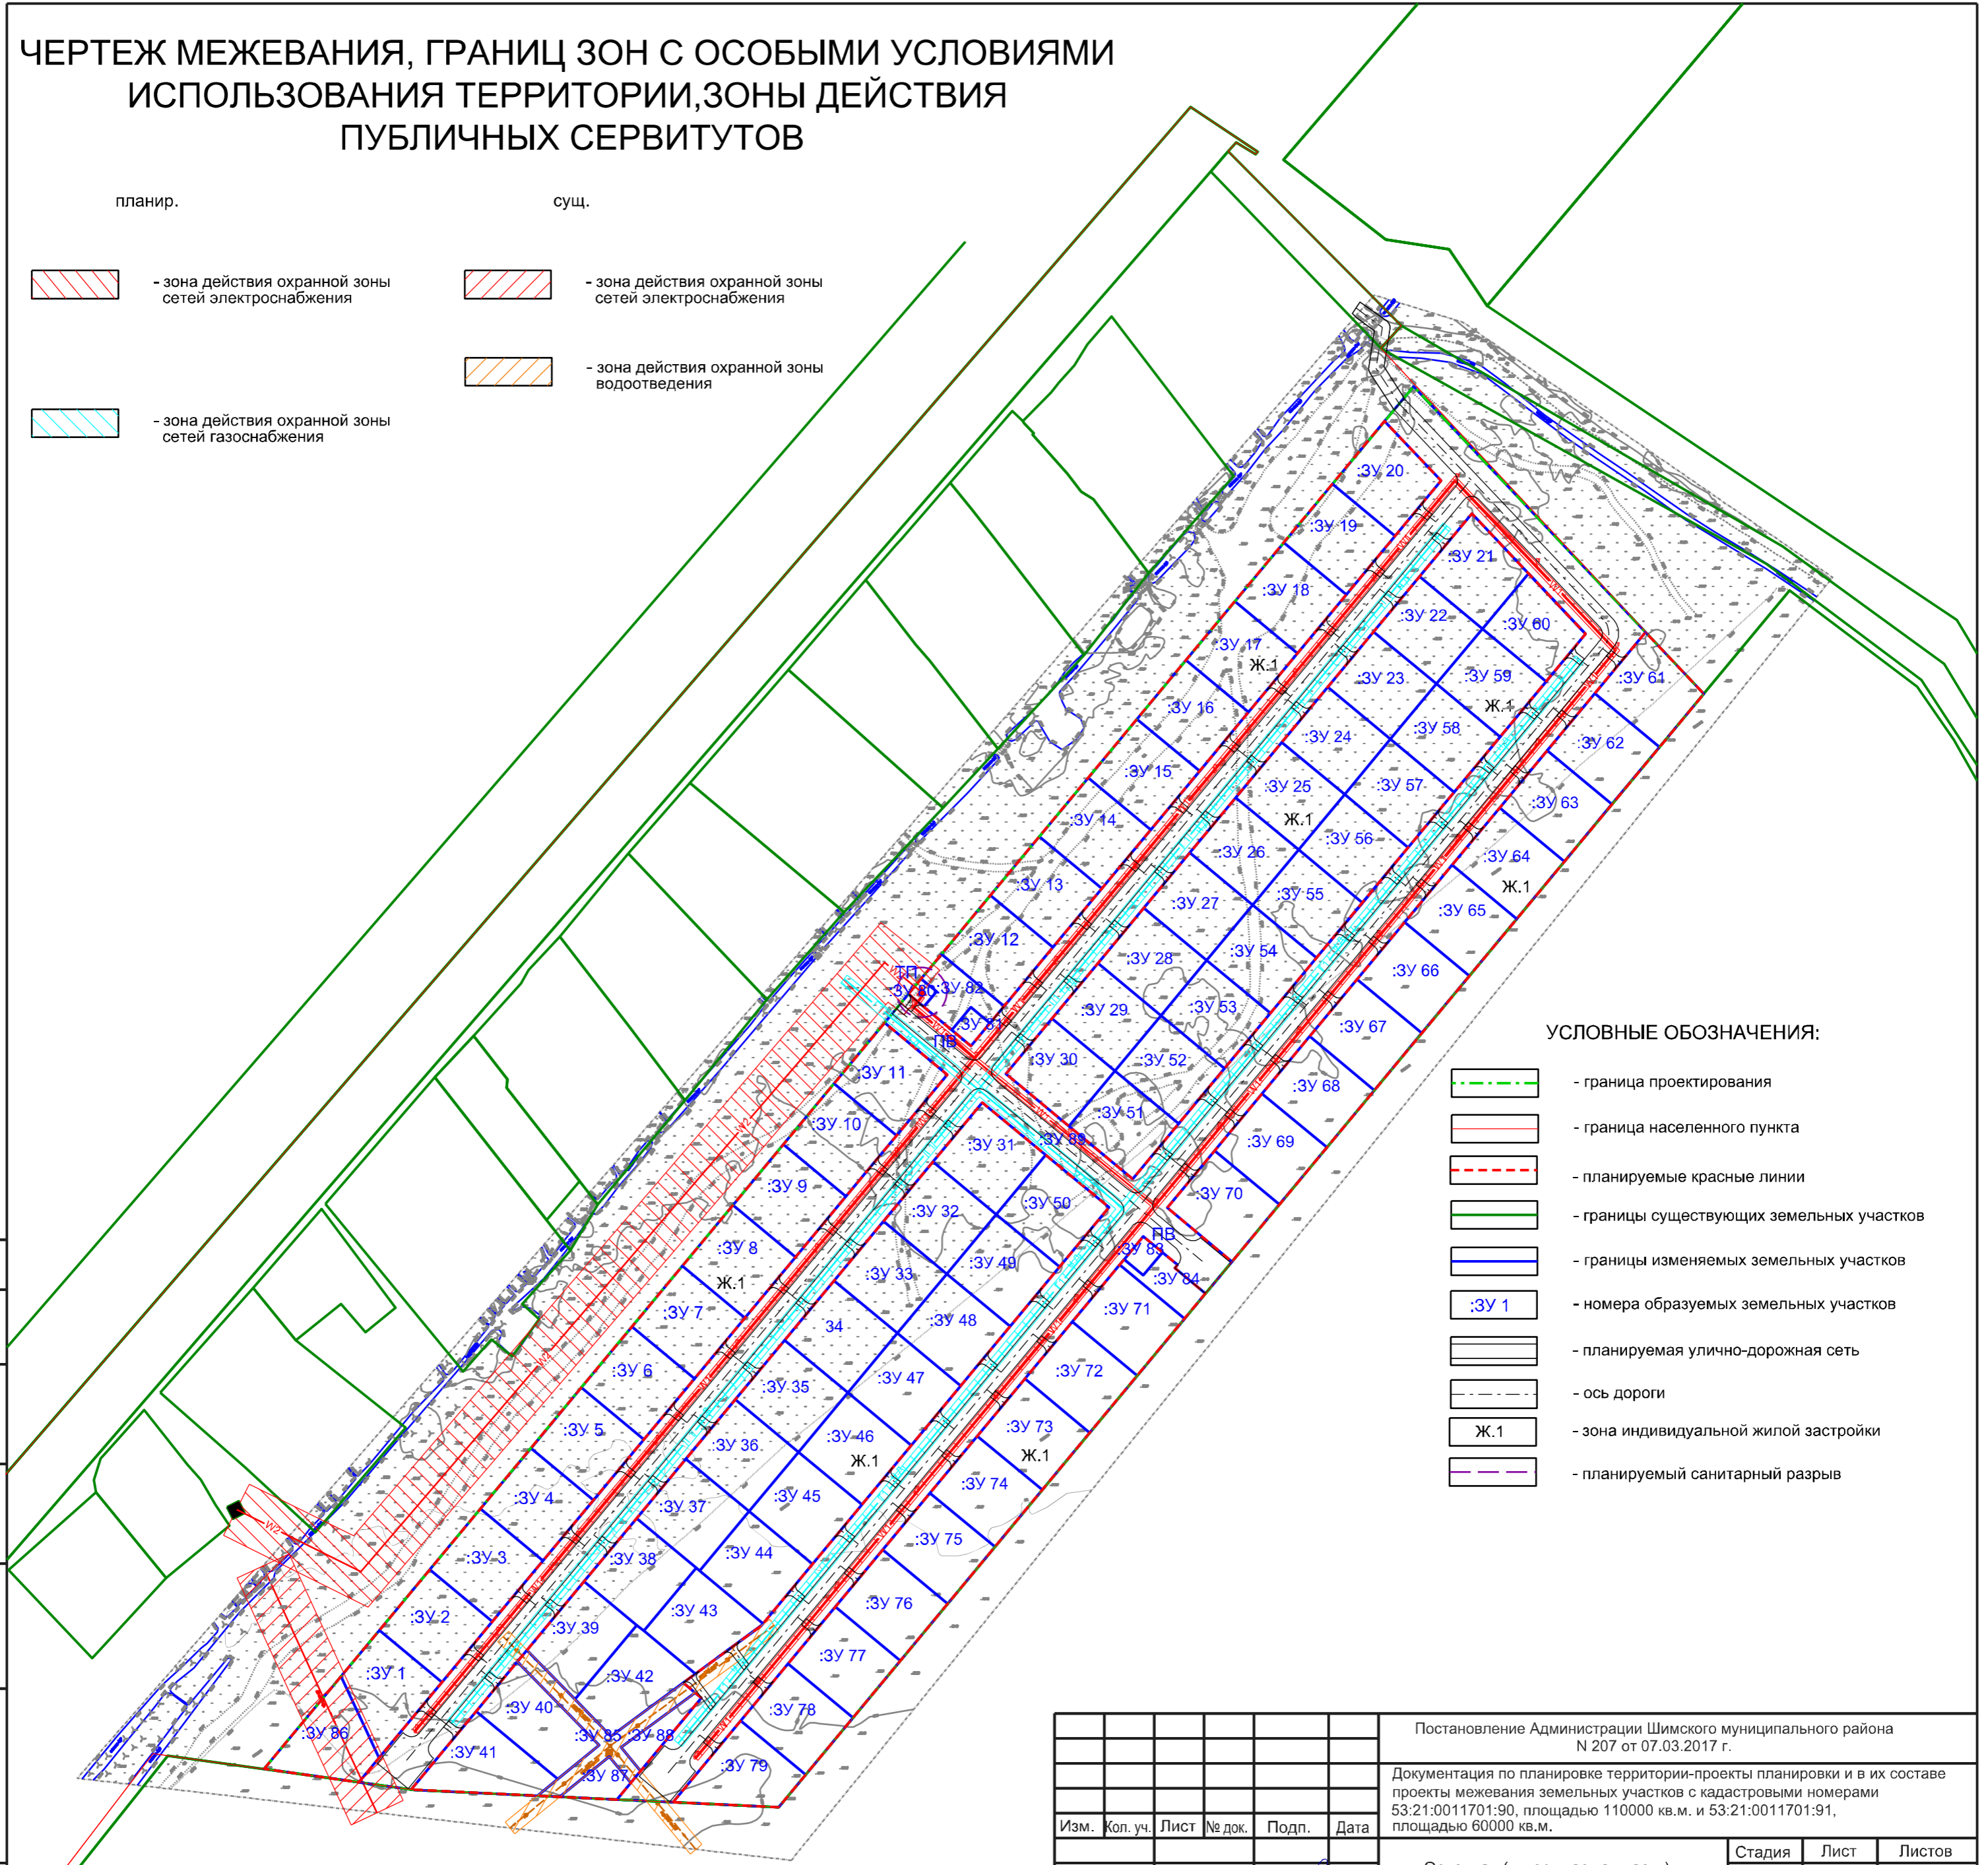 ЧЕРТЕЖ МЕЖЕВАНИЯ, ГРАНИЦ ЗОН С ОСОБЫМИ УСЛОВИЯМИ
ИСПОЛЬЗОВАНИЯ ТЕРРИТОРИИ,ЗОНЫ ДЕЙСТВИЯ
ПУБЛИЧНЫХ СЕРВИТУТОВ
планир.
сущ.
- зона действия охранной зоны
сетей электроснабжения
- зона действия охранной зоны
сетей электроснабжения
- зона действия охранной зоны
водоотведения
- зона действия охранной зоны
сетей газоснабжения
:ЗУ 20
:ЗУ 19
:ЗУ 21
:ЗУ 18
:ЗУ 22
:ЗУ 60
:ЗУ 17
Ж.1
:ЗУ 23
:ЗУ 59
:ЗУ 61
:ЗУ 16
Ж.1
:ЗУ 24
:ЗУ 58
:ЗУ 62
:ЗУ 15
:ЗУ 25
:ЗУ 57
:ЗУ 63
:ЗУ 14
Ж.1
:ЗУ 56
:ЗУ 26
:ЗУ 64
:ЗУ 13
Ж.1
:ЗУ 55
:ЗУ 27
:ЗУ 65
:ЗУ 12
:ЗУ 54
:ЗУ 28
:ЗУ 66
ТП
:ЗУ 80
:ЗУ 82
:ЗУ 53
:ЗУ 29
:ЗУ 81
:ЗУ 67
ПВ
:ЗУ 30
:ЗУ 52
:ЗУ 11
:ЗУ 68
:ЗУ 51
:ЗУ 10
:ЗУ 89
:ЗУ 31
:ЗУ 69
:ЗУ 9
:ЗУ 70
:ЗУ 50
:ЗУ 32
ПВ
:ЗУ 8
:ЗУ 83
:ЗУ 49
:ЗУ 33
:ЗУ 84
Ж.1
:ЗУ 7
:ЗУ 71
:ЗУ 48
34
:ЗУ 6
:ЗУ 72
:ЗУ 47
:ЗУ 35
:ЗУ 5
:ЗУ 73
:ЗУ 46
:ЗУ 36
Ж.1
Ж.1
:ЗУ 74
:ЗУ 45
:ЗУ 4
:ЗУ 37
:ЗУ 75
:ЗУ 44
:ЗУ 3
:ЗУ 38
:ЗУ 76
:ЗУ 43
:ЗУ 2
:ЗУ 39
:ЗУ 77
:ЗУ 1
:ЗУ 42
:ЗУ 40
:ЗУ 78
:ЗУ 86
:ЗУ 85
:ЗУ 88
:ЗУ 41
:ЗУ 79
:ЗУ 87
W2
W2
W2
W1
W1
W1
УСЛОВНЫЕ ОБОЗНАЧЕНИЯ:
- граница проектирования
- граница населенного пункта
- планируемые красные линии
- границы существующих земельных участков
- границы изменяемых земельных участков
:ЗУ 1 - номера образуемых земельных участков
- планируемая улично-дорожная сеть
- ось дороги
Ж.1 - зона индивидуальной жилой застройки
- планируемый санитарный разрыв
Постановление Администрации Шимского муниципального района
N 207 от 07.03.2017 г.
Документация по планировке территории-проекты планировки и в их составе
проекты межевания земельных участков с кадастровыми номерами
53:21:0011701:90, площадью 110000 кв.м. и 53:21:0011701:91,
площадью 60000 кв.м.
Изм. Кол. уч. Лист № док. Подп. Дата
Стадия Лист Листов